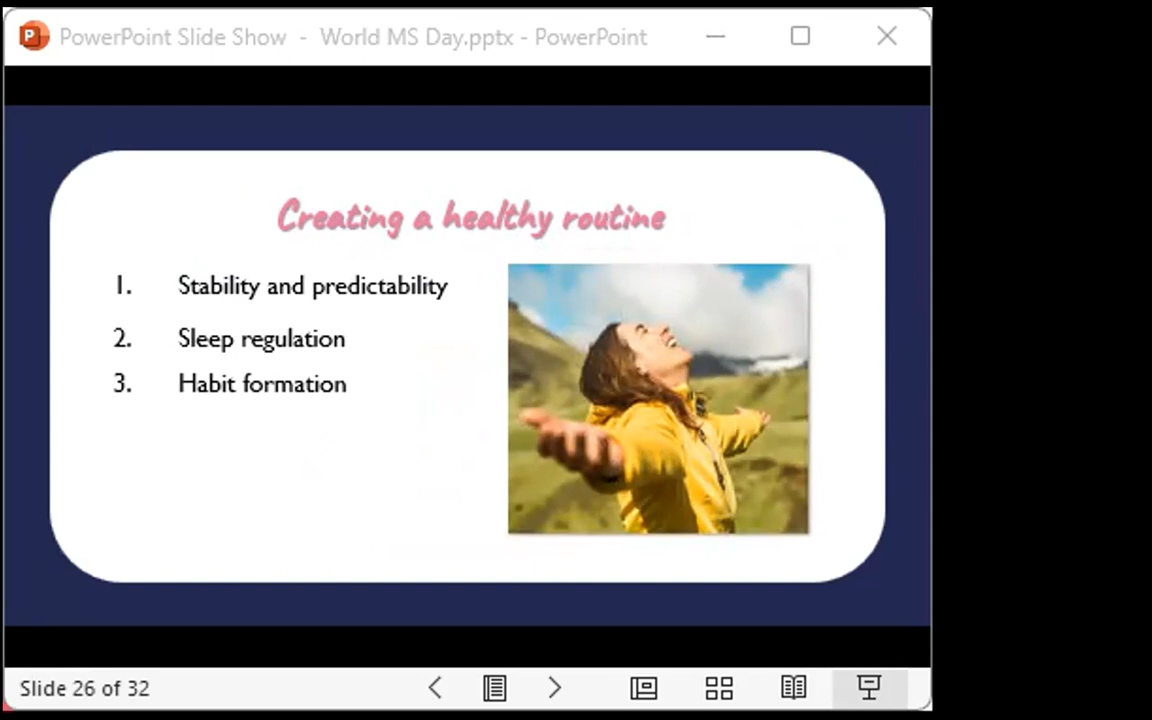 PowerPoint Slide Show - World MS Day.pptx - PowerPoint
Creating a healthy routine
1. Stability and predictability
2. Sleep regulation
3. Habit formation
Slide 26 of 32